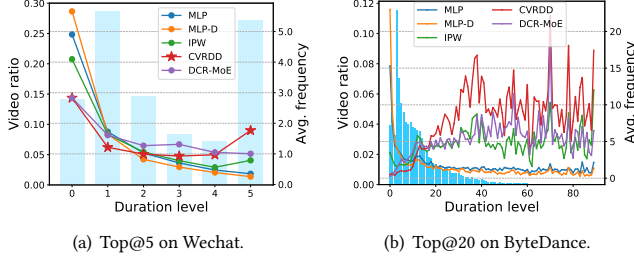 0.30
0.25
0.20
0.15
0.10
0.05
0.00
Video ratio
MLP
MLP-D
IPW
CVRDD
DCR-MoE
5.0
4.0
3.0
2.0
1.0
0.0
Avg. frequency
0 1 2 3 4 5
Duration level
(a) Top@5 on Wechat.
0.12
0.10
0.08
0.06
0.04
0.02
0.00
Video ratio
MLP
MLP-D
IPW
CVRDD
DCR-MoE
20
15
10
5
0
Avg. frequency
0 20 40 60 80
Duration level
(b) Top@20 on ByteDance.